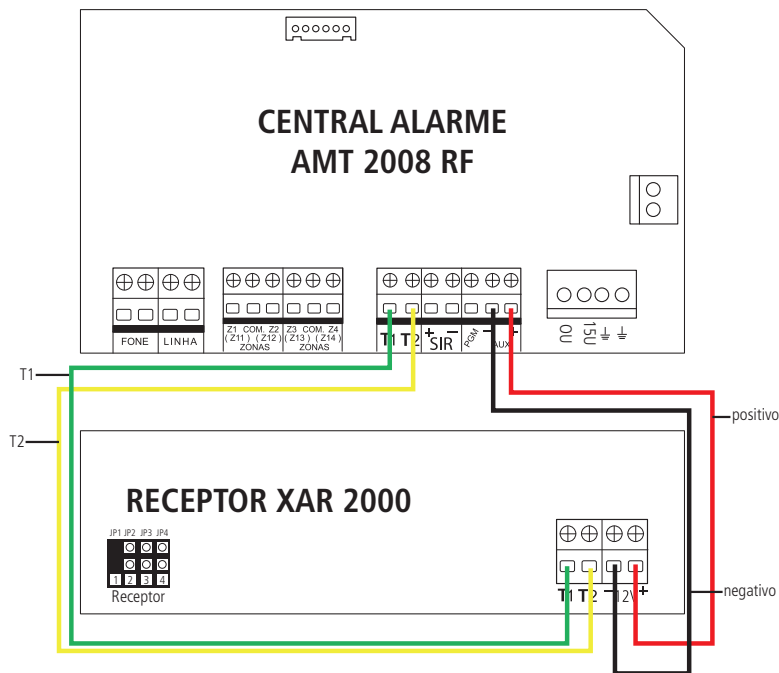 CENTRAL ALARME
AMT 2008 RF
FONE
LINHA
Z1 COM. Z2
(Z11) (Z12)
ZONAS
Z3 COM. Z4
(Z13) (Z14)
ZONAS
T1 T2
+ SIR -
PGM
- AUX +
0V
15V
T1
T2
positivo
negativo
RECEPTOR XAR 2000
JP1 JP2 JP3 JP4
1 2 3 4
Receptor
T1 T2 - 12V +